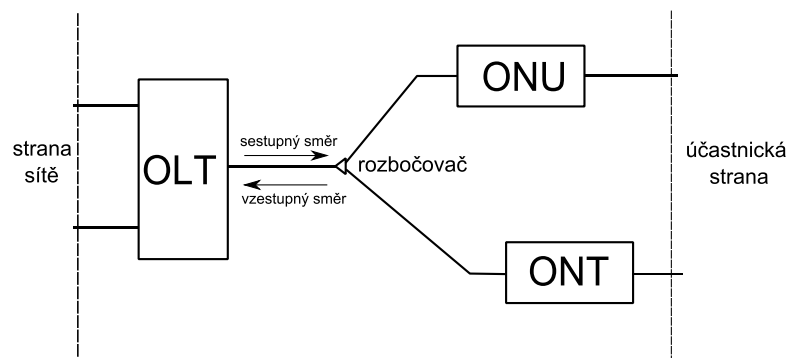 strana
sítě
OLT
sestupný směr
vzestupný směr
rozbočovač
ONU
ONT
účastnická
strana